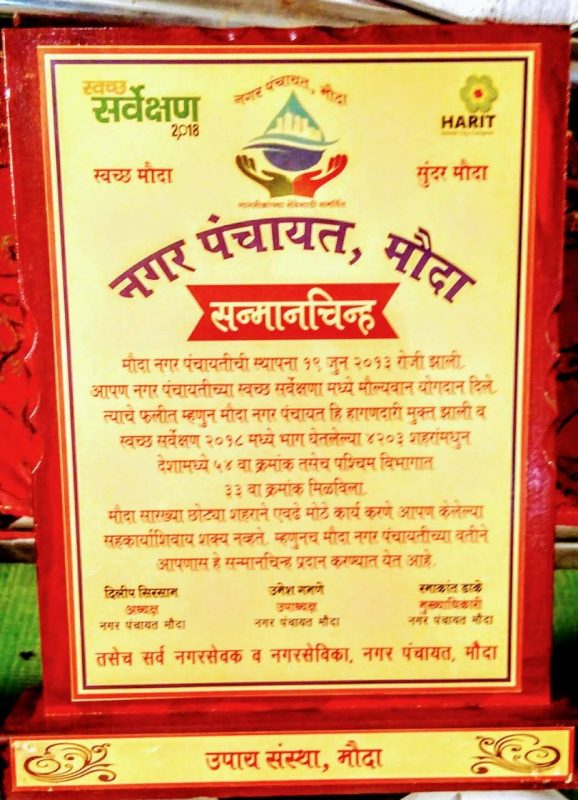 स्वच्छ
सर्वेक्षण
2018
नगर पंचायत, मौदा
HARIT
स्वच्छ मौदा
सुंदर मौदा
नगर पंचायत, मौदा
सन्मानचिन्ह
मौदा नगर पंचायतीची स्थापना १९ जुन २०१३ रोजी झाली.
आपण नगर पंचायतीच्या स्वच्छ सर्वेक्षणा मध्ये मौल्यवान योगदान दिले.
त्याचे फलीत म्हणुन मौदा नगर पंचायत हि हागणदारी मुक्त झाली व
स्वच्छ सर्वेक्षण २०१८ मध्ये भाग घेतलेल्या ४२०३ शहरांमधुन
देशामध्ये ५४ वा क्रमांक तसेच पश्चिम विभागात
३३ वा क्रमांक मिळविला.
मौदा सारख्या छोट्या शहराने एवढे मोठे कार्य करणे आपण केलेल्या
सहकार्याशिवाय शक्य नव्हते. म्हणुनच मौदा नगर पंचायतीच्या वतीने
आपणास हे सन्मानचिन्ह प्रदान करण्यात येत आहे.
दिलीप सिरसाम उमेश गमणे रमाकांत डाके
अध्यक्ष उपाध्यक्ष मुख्याधिकारी
नगर पंचायत मौदा नगर पंचायत मौदा नगर पंचायत मौदा
तसेच सर्व नगरसेवक व नगरसेविका, नगर पंचायत, मौदा
उपाय संस्था, मौदा